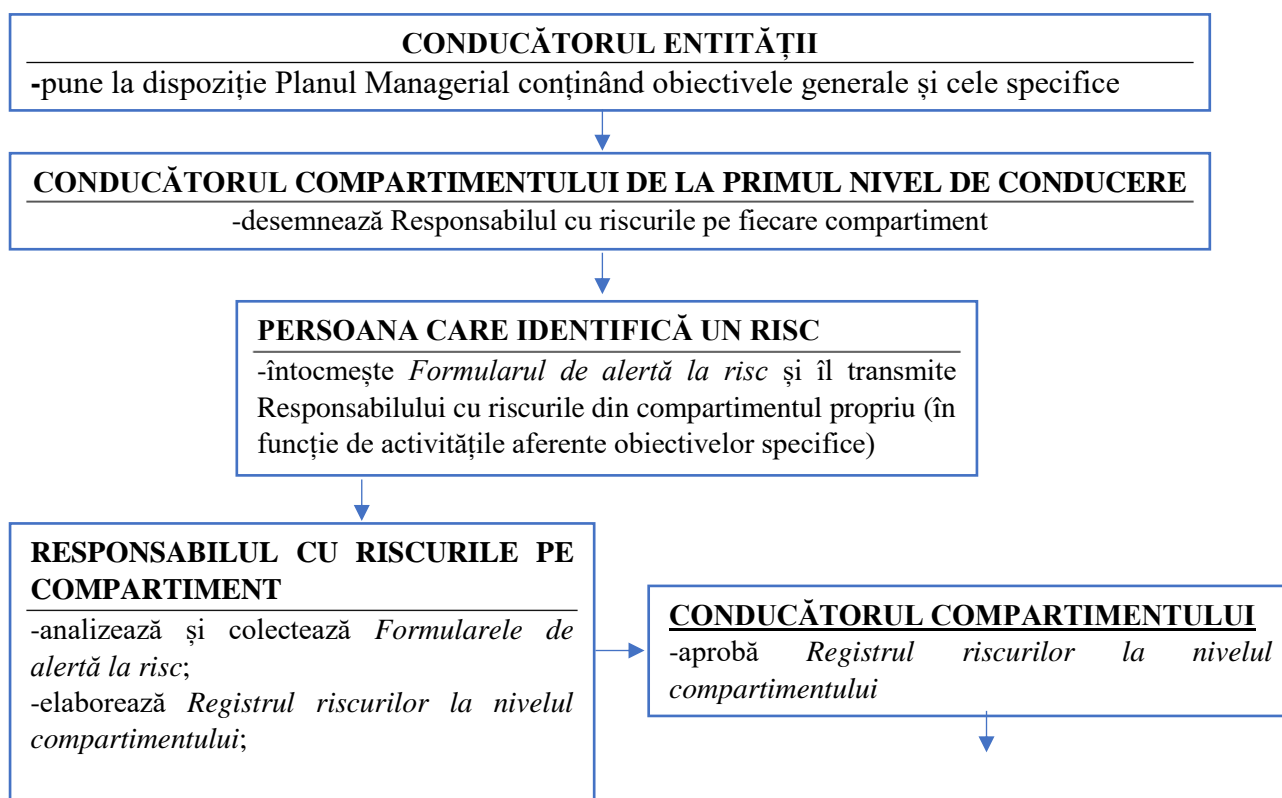 CONDUCĂTORUL ENTITĂȚII
-pune la dispoziție Planul Managerial conținând obiectivele generale și cele specifice
CONDUCĂTORUL COMPARTIMENTULUI DE LA PRIMUL NIVEL DE CONDUCERE
-desemnează Responsabilul cu riscurile pe fiecare compartiment
PERSOANA CARE IDENTIFICĂ UN RISC
-întocmește Formularul de alertă la risc și îl transmite
Responsabilului cu riscurile din compartimentul propriu (în
funcție de activitățile aferente obiectivelor specifice)
RESPONSABILUL CU RISCURILE PE
COMPARTIMENT
-analizează și colectează Formularele de
alertă la risc;
-elaborează Registrul riscurilor la nivelul
compartimentului;
CONDUCĂTORUL COMPARTIMENTULUI
-aprobă Registrul riscurilor la nivelul
compartimentului